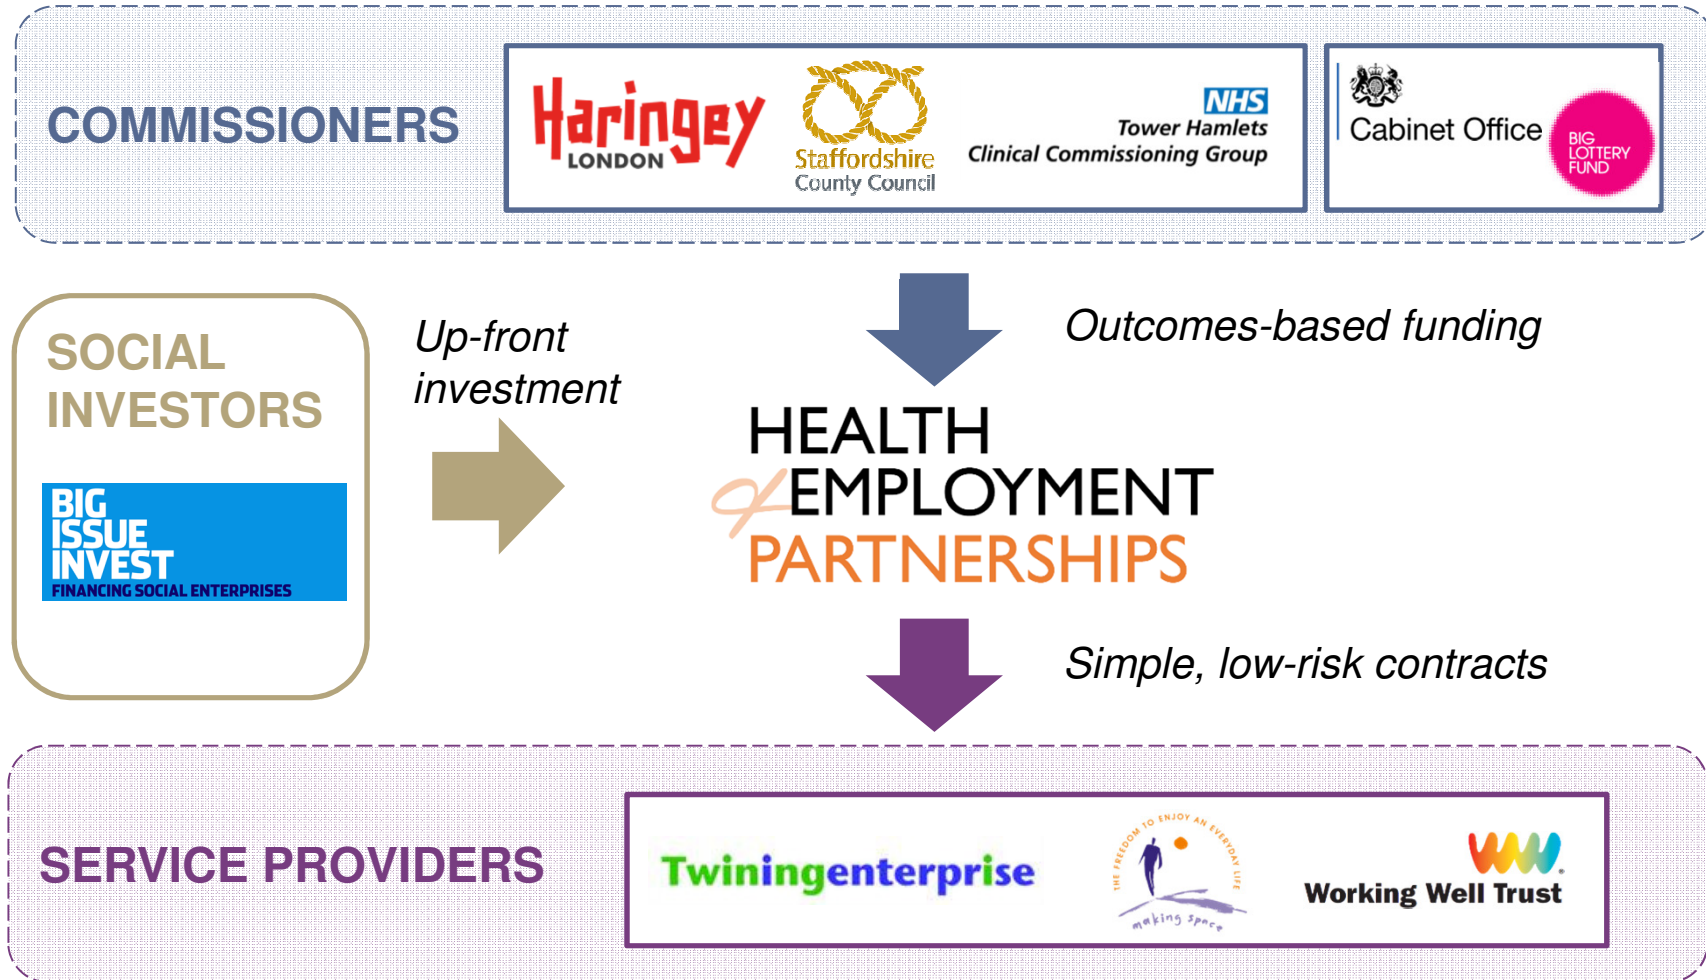 COMMISSIONERS
Haringey
LONDON
Staffordshire
County Council
NHS
Tower Hamlets
Clinical Commissioning Group
Cabinet Office
BIG
LOTTERY
FUND
SOCIAL
INVESTORS
BIG
ISSUE
INVEST
FINANCING SOCIAL ENTERPRISES
Up-front
investment
Outcomes-based funding
HEALTH
&EMPLOYMENT
PARTNERSHIPS
Simple, low-risk contracts
SERVICE PROVIDERS
Twiningenterprise
THE FREEDOM TO ENJOY AN EVERYDAY LIFE
making space
Working Well Trust